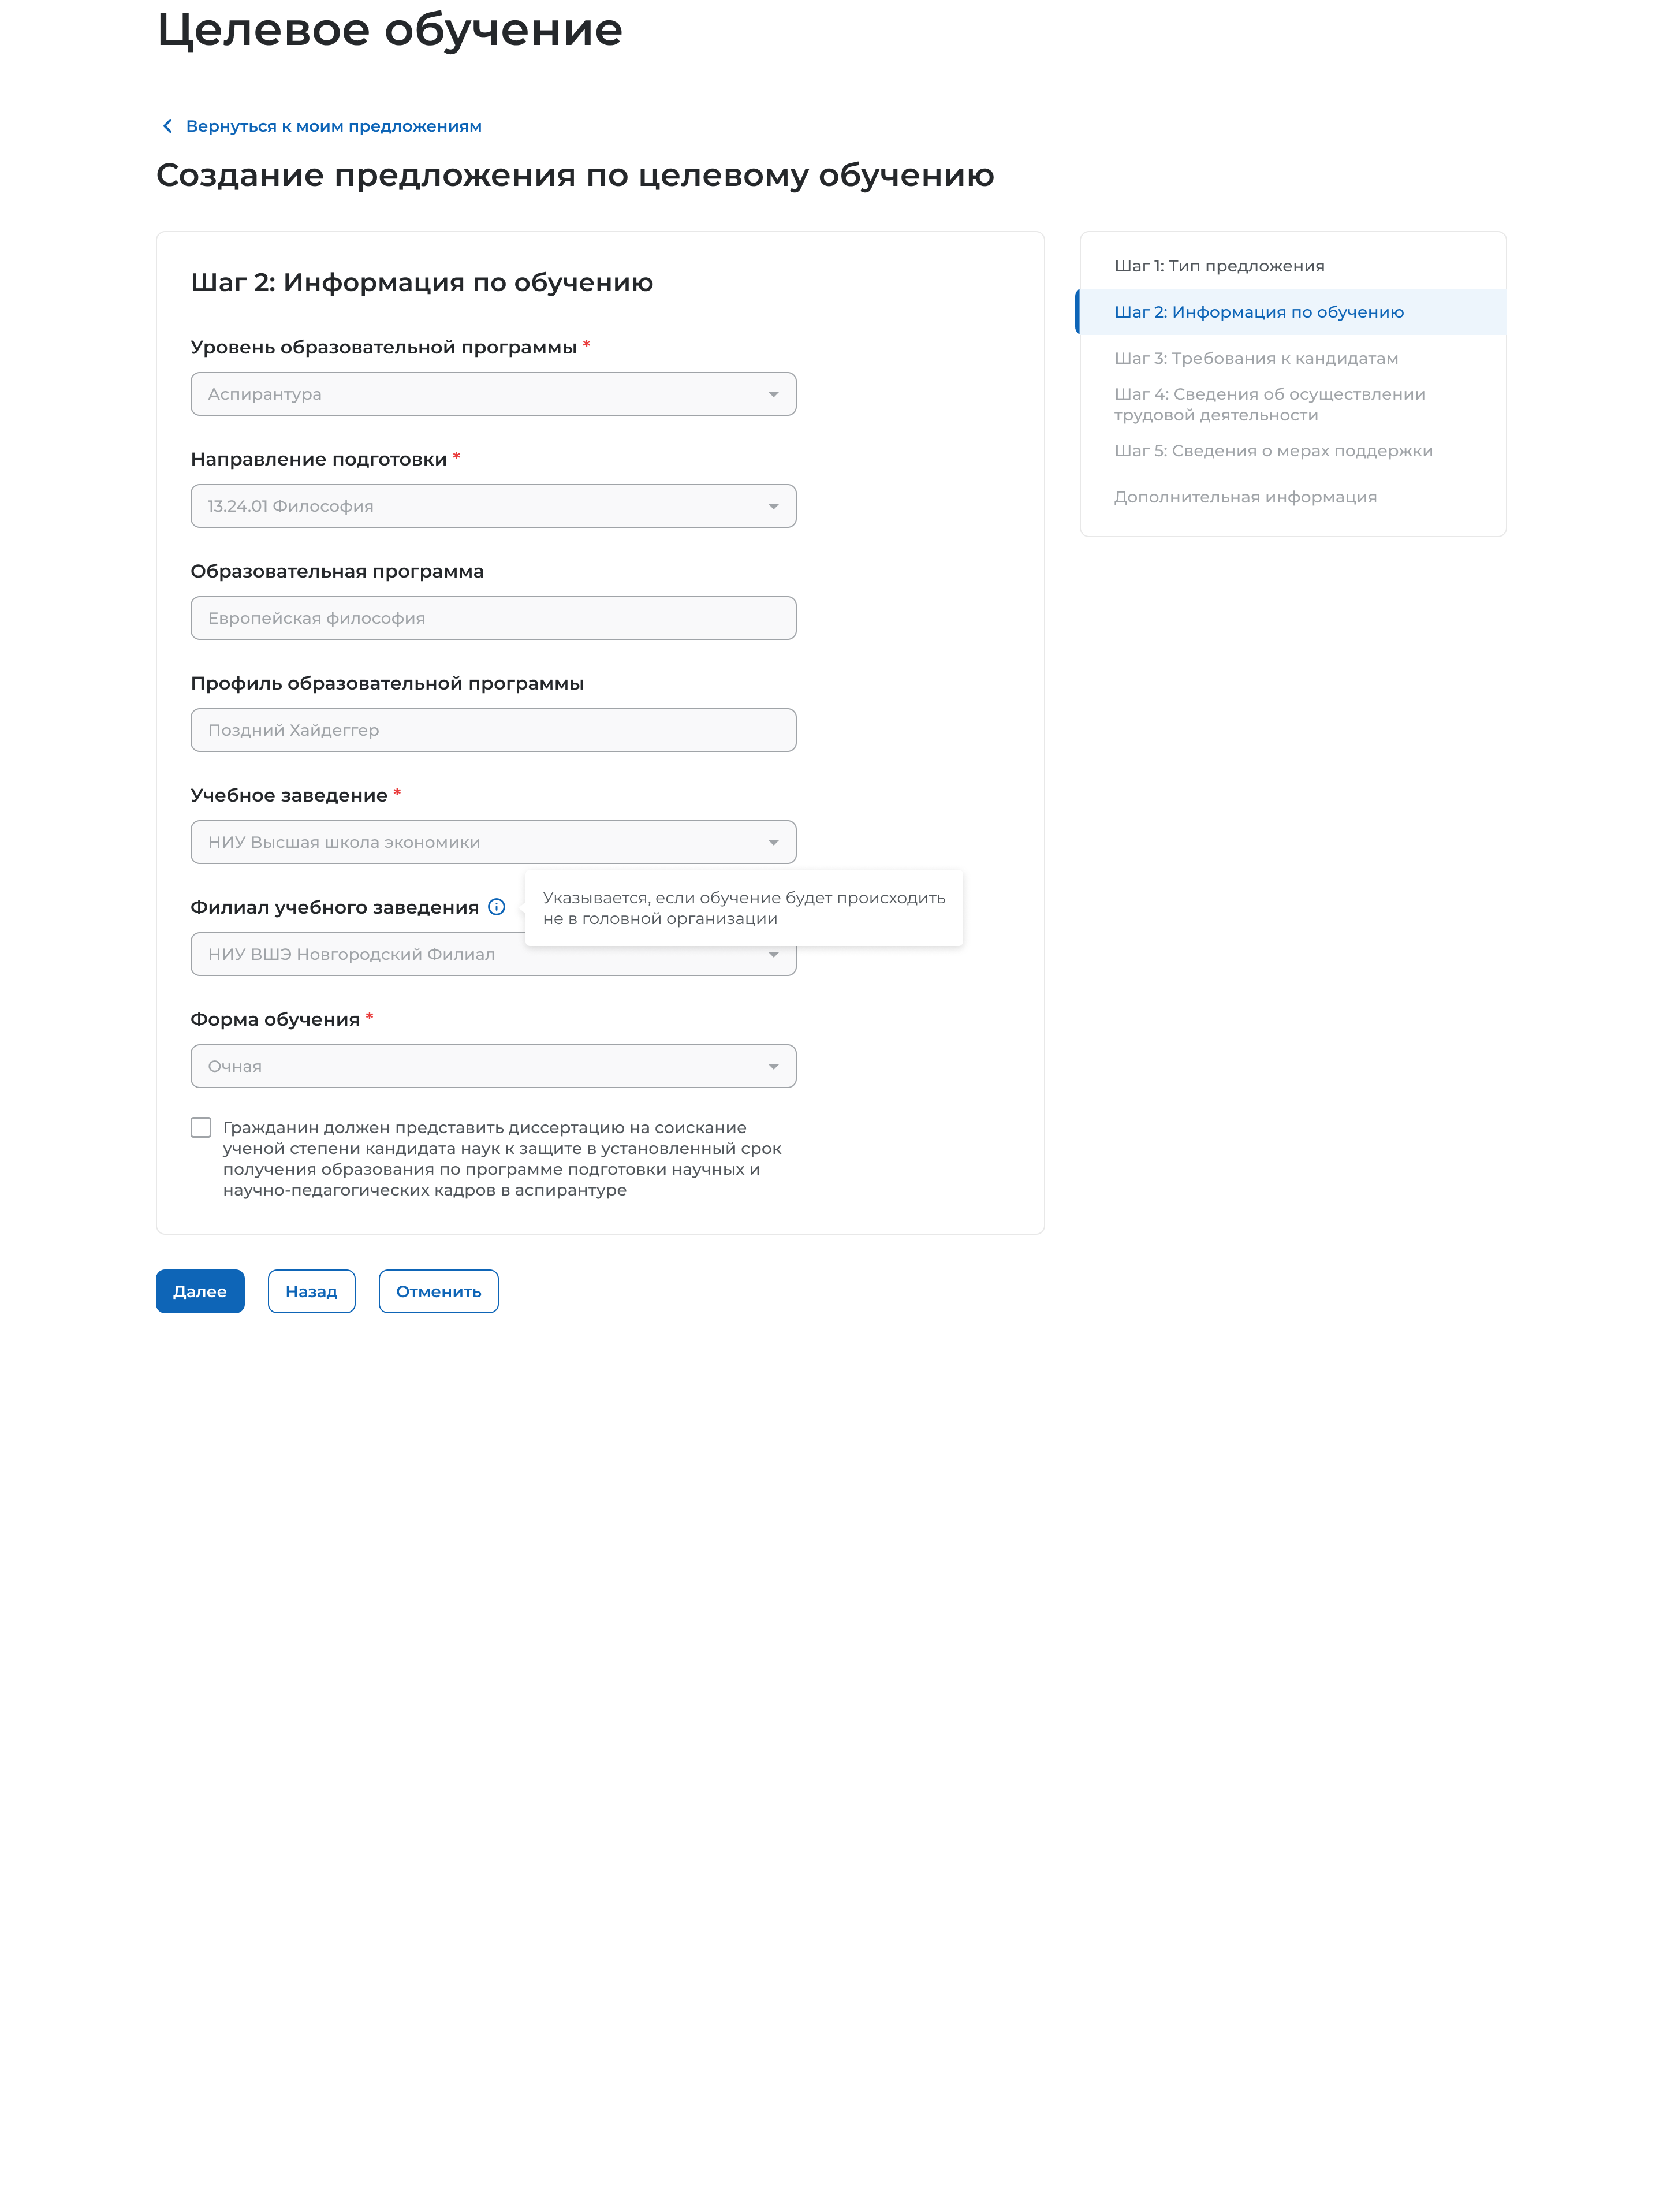 Целевое обучение
Вернуться к моим предложениям
Создание предложения по целевому обучению
Шаг 2: Информация по обучению
Уровень образовательной программы *
Аспирантура
Направление подготовки *
13.24.01 Философия
Образовательная программа
Европейская философия
Профиль образовательной программы
Поздний Хайдеггер
Учебное заведение *
НИУ Высшая школа экономики
Филиал учебного заведения
Указывается, если обучение будет происходить
не в головной организации
НИУ ВШЭ Новгородский Филиал
Форма обучения *
Очная
Гражданин должен представить диссертацию на соискание
ученой степени кандидата наук к защите в установленный срок
получения образования по программе подготовки научных и
научно-педагогических кадров в аспирантуре
Далее
Назад
Отменить
Шаг 1: Тип предложения
Шаг 2: Информация по обучению
Шаг 3: Требования к кандидатам
Шаг 4: Сведения об осуществлении
трудовой деятельности
Шаг 5: Сведения о мерах поддержки
Дополнительная информация